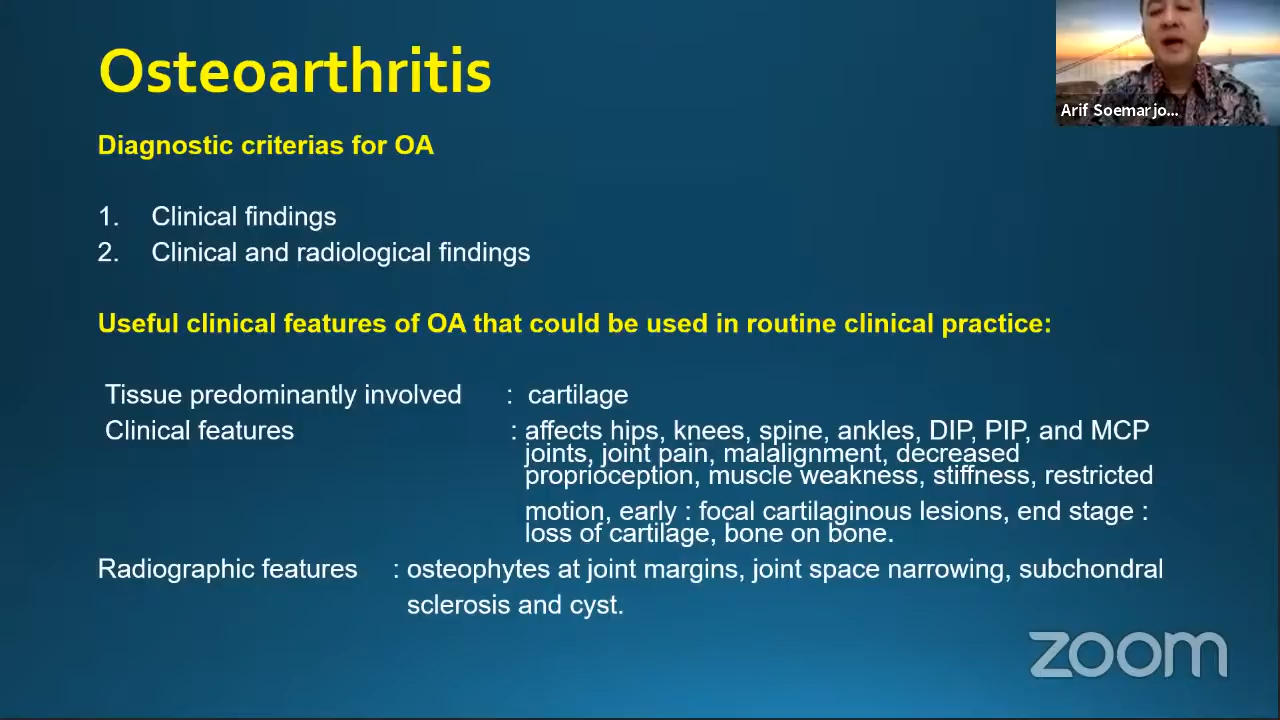 Osteoarthritis
Arif Soemarjo...
Diagnostic criterias for OA
1. Clinical findings
2. Clinical and radiological findings
Useful clinical features of OA that could be used in routine clinical practice:
Tissue predominantly involved : cartilage
Clinical features : affects hips, knees, spine, ankles, DIP, PIP, and MCP
joints, joint pain, malalignment, decreased
proprioception, muscle weakness, stiffness, restricted
motion, early : focal cartilaginous lesions, end stage :
loss of cartilage, bone on bone.
Radiographic features : osteophytes at joint margins, joint space narrowing, subchondral
sclerosis and cyst.
zoom